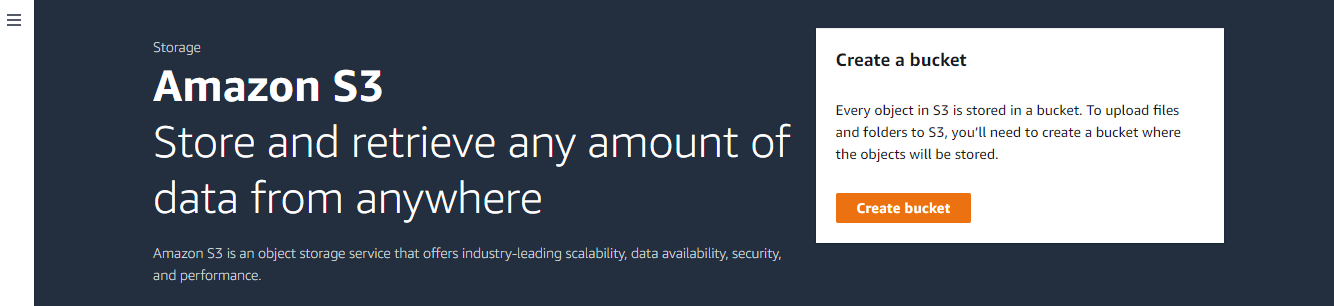 Storage
Amazon S3
Store and retrieve any amount of
data from anywhere
Amazon S3 is an object storage service that offers industry-leading scalability, data availability, security,
and performance.
Create a bucket
Every object in S3 is stored in a bucket. To upload files
and folders to S3, you'll need to create a bucket where
the objects will be stored.
Create bucket